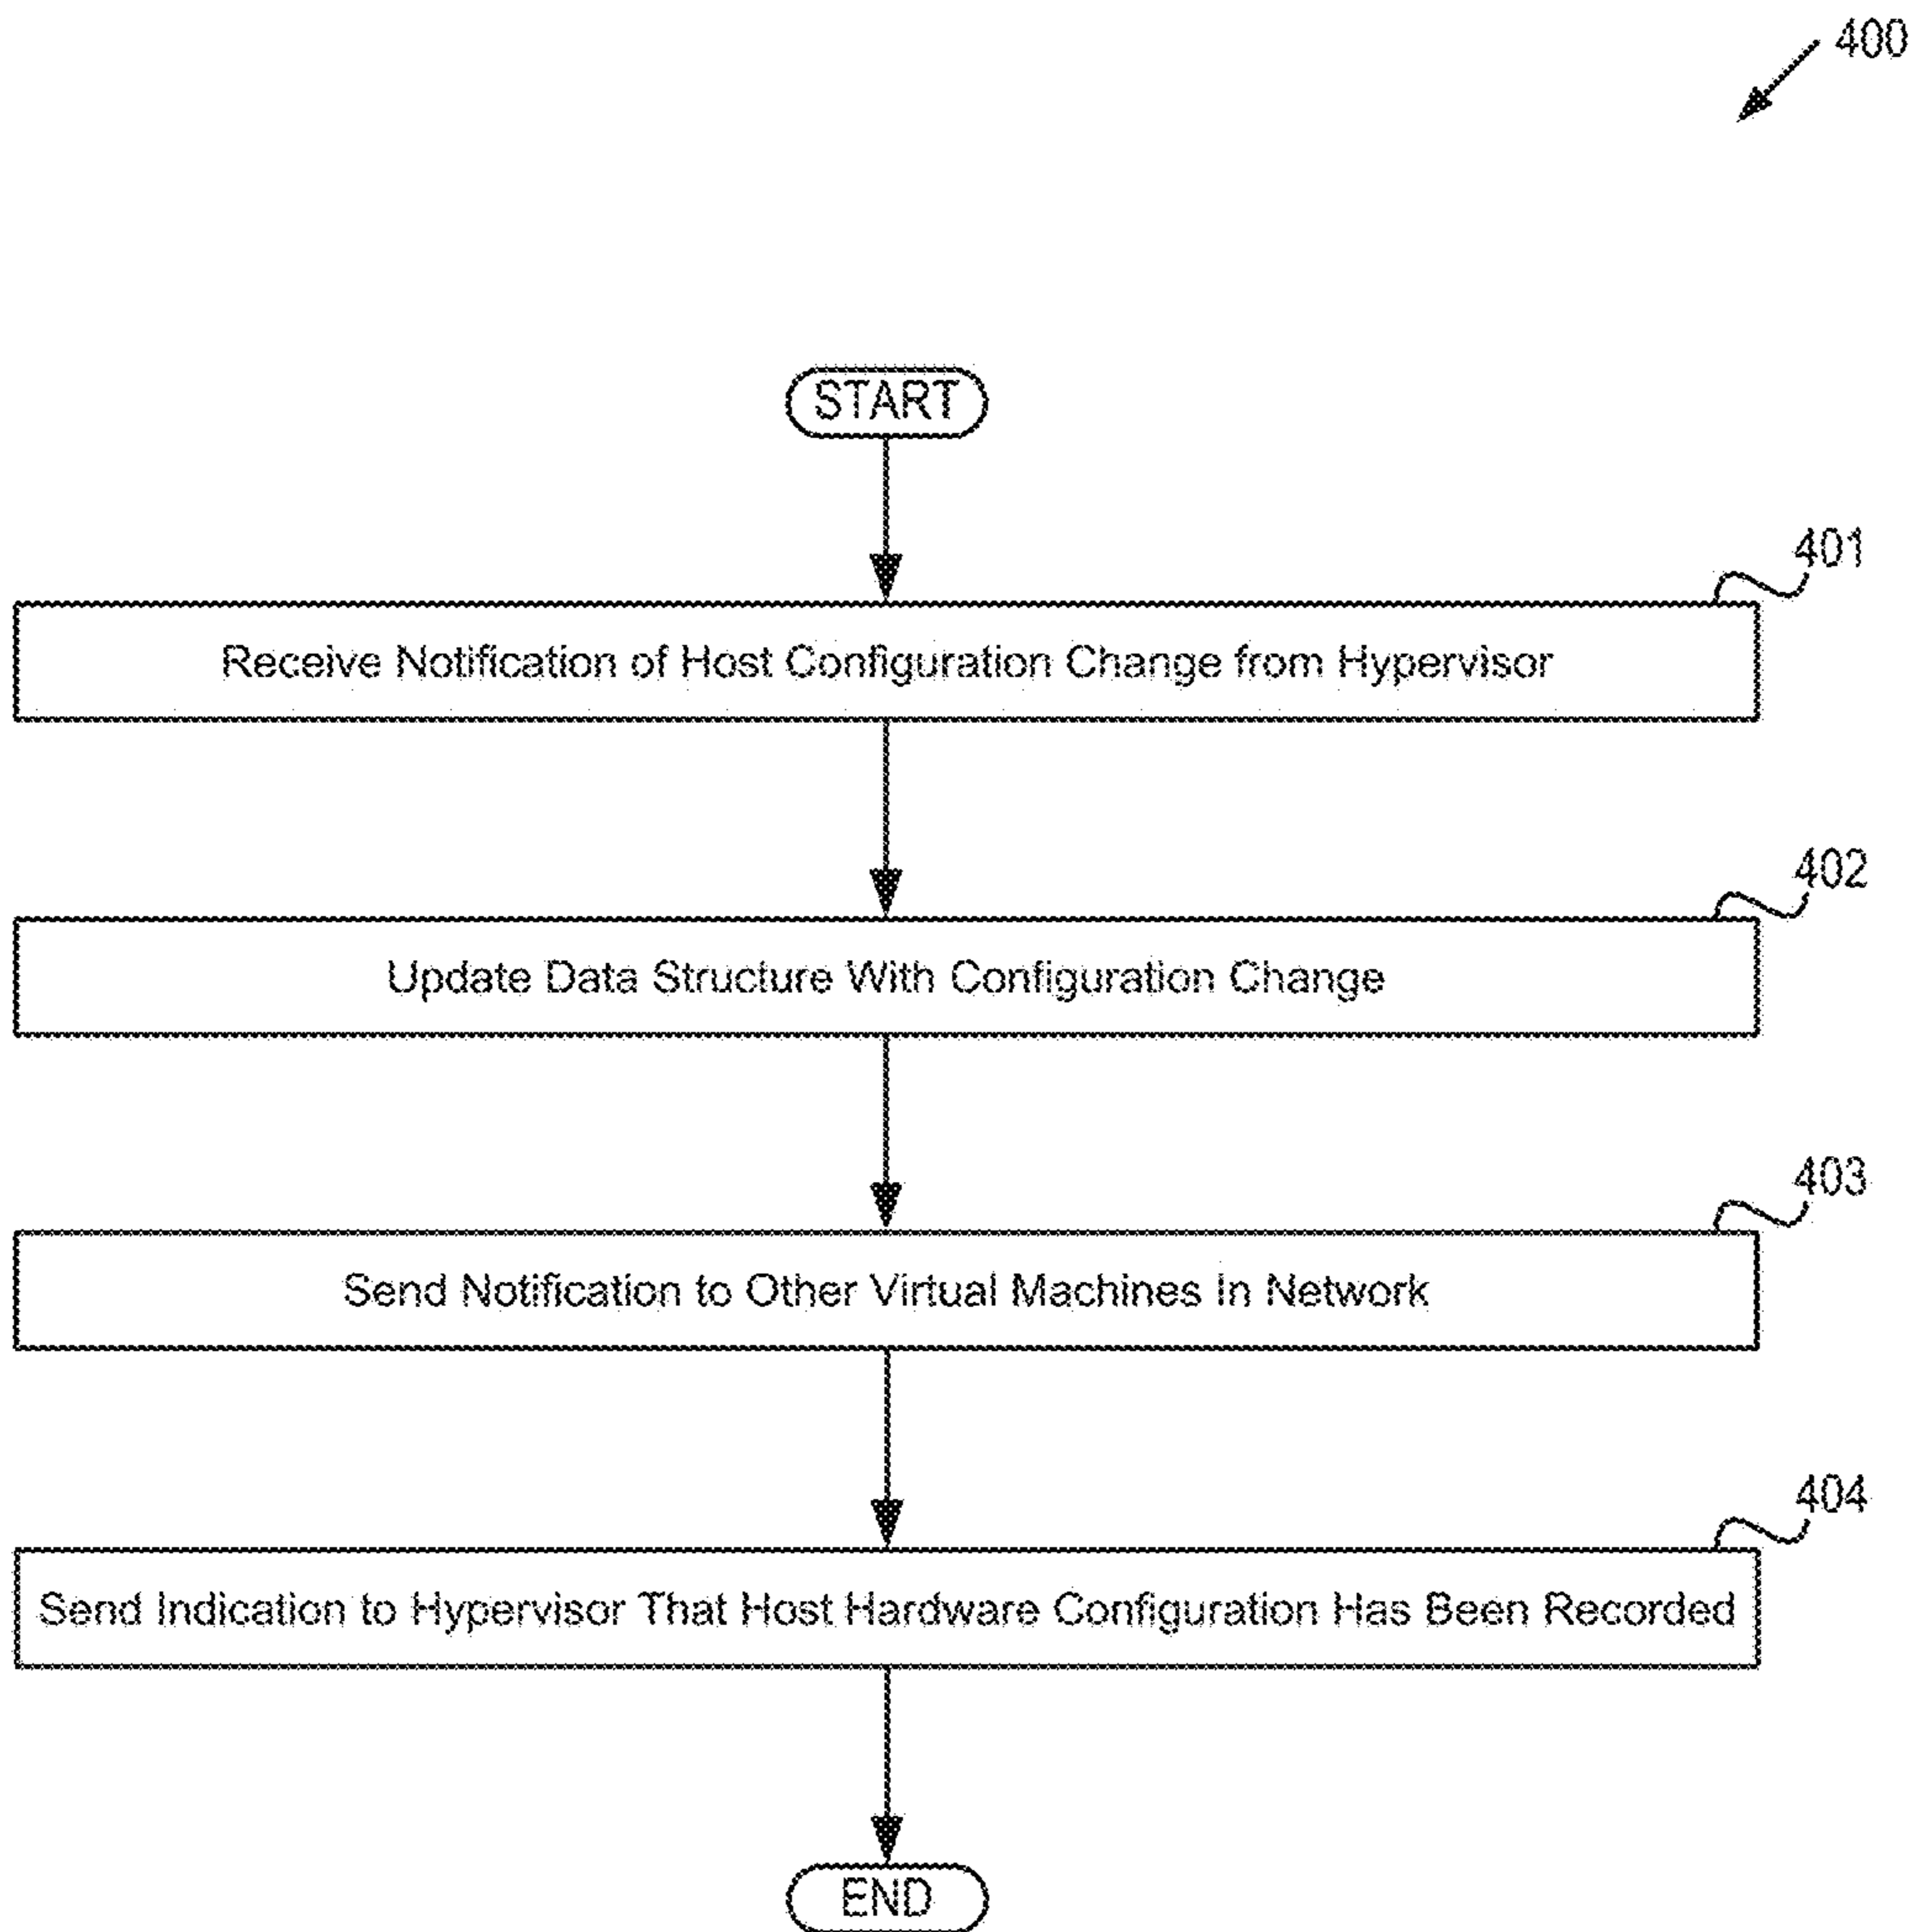 400
START
401
Receive Notification of Host Configuration Change from Hypervisor
402
Update Data Structure With Configuration Change
403
Send Notification to Other Virtual Machines In Network
404
Send Indication to Hypervisor That Host Hardware Configuration Has Been Recorded
END